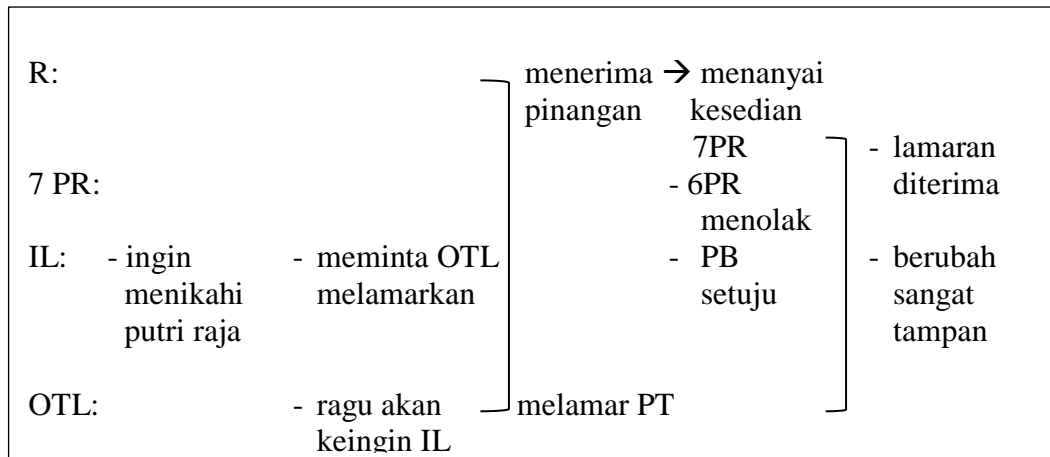 R: menerima → menanyai
pinangan kesedian
7PR - lamaran
7 PR: - 6PR diterima
menolak
IL: - ingin - meminta OTL - PB - berubah
menikahi melamarkan setuju sangat
putri raja tampan
OTL: - ragu akan melamar PT
keingin IL